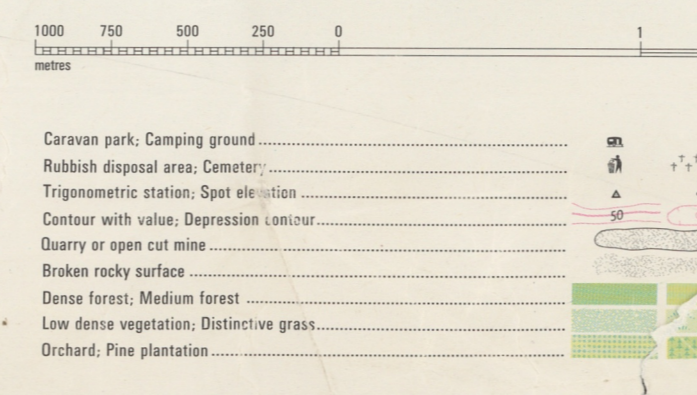 1000 750 500 250 0 1
metres
Caravan park; Camping ground
Rubbish disposal area; Cemetery
Trigonometric station; Spot elevation
Contour with value; Depression contour 50
Quarry or open cut mine
Broken rocky surface
Dense forest; Medium forest
Low dense vegetation; Distinctive grass
Orchard; Pine plantation